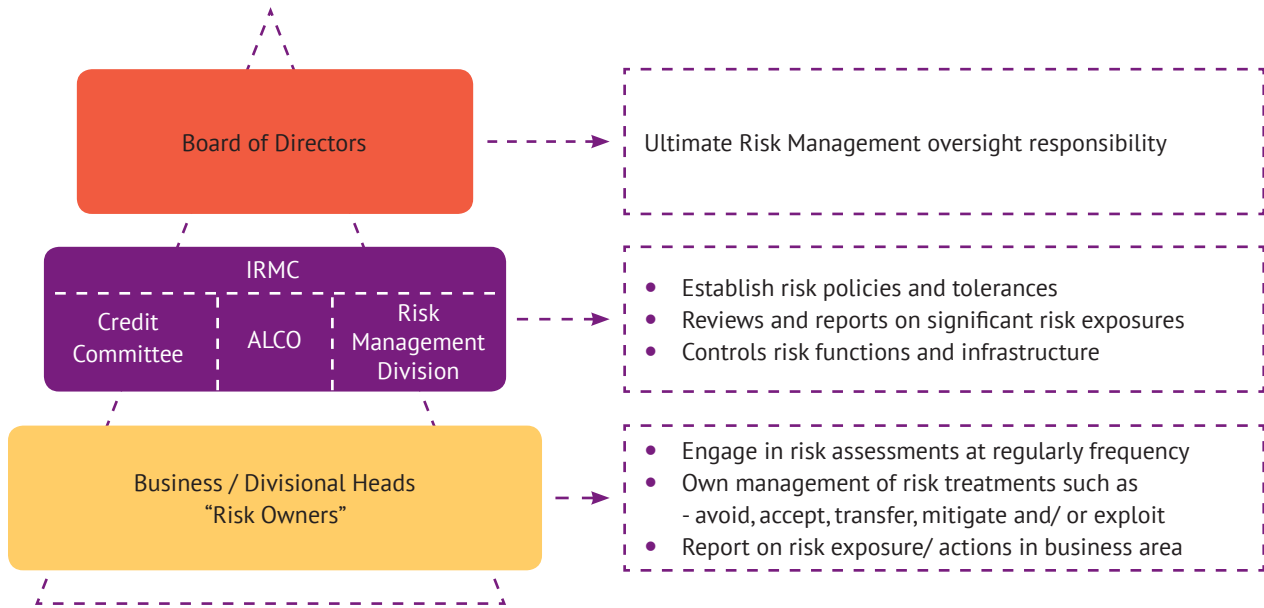 Board of Directors
Ultimate Risk Management oversight responsibility
IRMC
Credit
Committee
ALCO
Risk
Management
Division
• Establish risk policies and tolerances
• Reviews and reports on significant risk exposures
• Controls risk functions and infrastructure
Business / Divisional Heads
“Risk Owners”
• Engage in risk assessments at regularly frequency
• Own management of risk treatments such as
- avoid, accept, transfer, mitigate and/ or exploit
• Report on risk exposure/ actions in business area